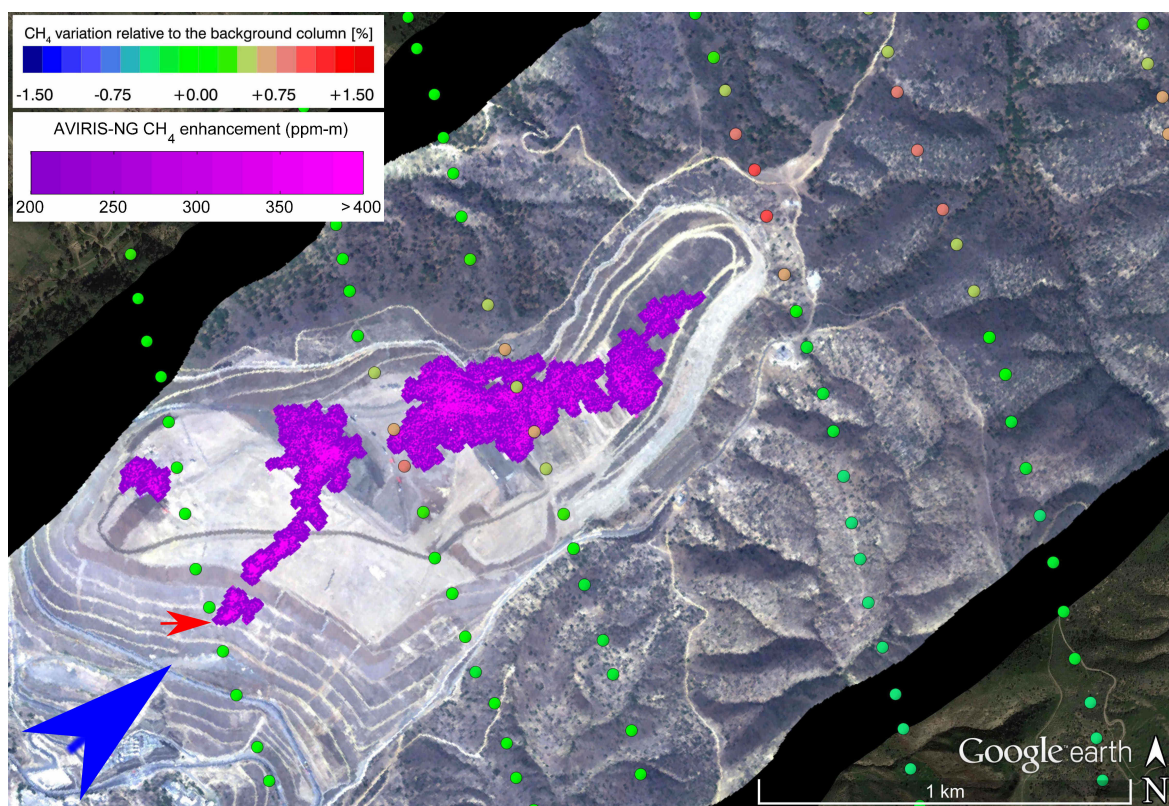 CH4 variation relative to the background column [%]
-1.50 -0.75 +0.00 +0.75 +1.50
AVIRIS-NG CH4 enhancement (ppm-m)
200 250 300 350 >400
Google earth
1 km
N